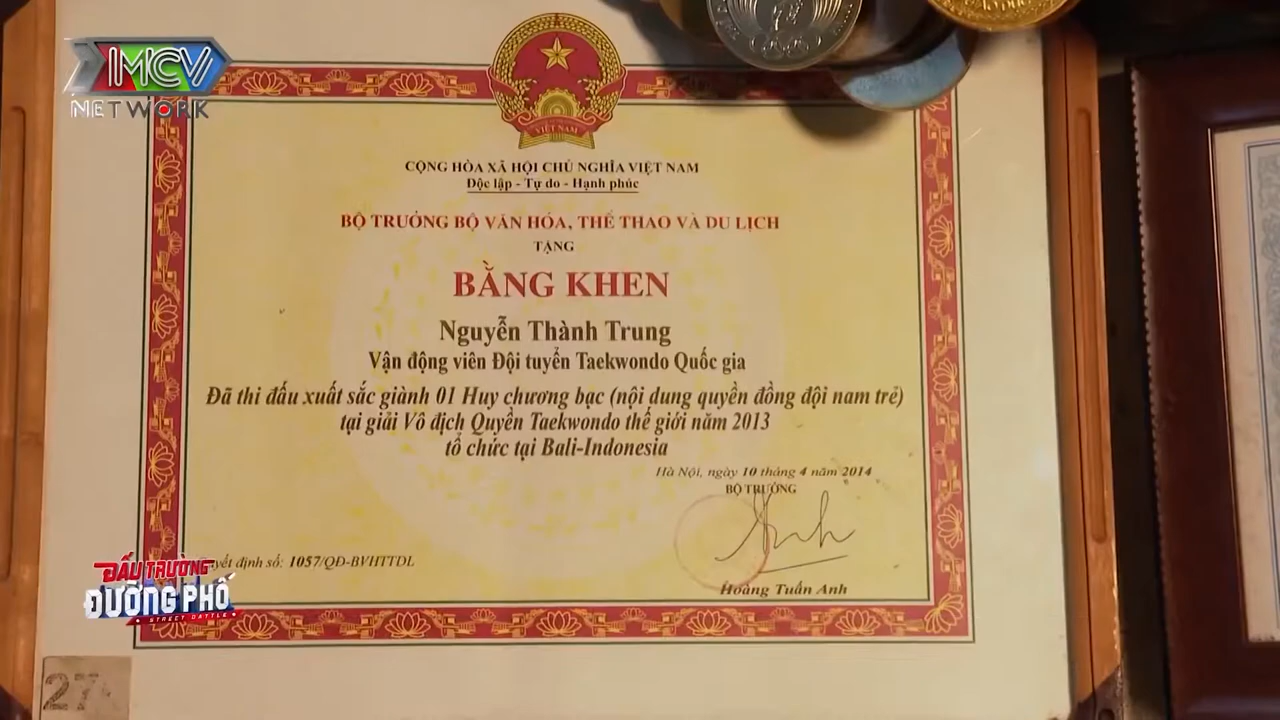 MCV
NETWORK
VIỆT NAM
CỘNG HÒA XÃ HỘI CHỦ NGHĨA VIỆT NAM
Độc lập - Tự do - Hạnh phúc
BỘ TRƯỞNG BỘ VĂN HÓA, THỂ THAO VÀ DU LỊCH
TẶNG
BẰNG KHEN
Nguyễn Thành Trung
Vận động viên Đội tuyển Taekwondo Quốc gia
Đã thi đấu xuất sắc giành 01 Huy chương bạc (nội dung quyền đồng đội nam trẻ)
tại giải Vô địch Quyền Taekwondo thế giới năm 2013
tổ chức tại Bali-Indonesia
Hà Nội, ngày 10 tháng 4 năm 2014
BỘ TRƯỞNG
định số: 1057/QĐ-BVHTTDL
Hoàng Tuấn Anh
ĐẤU TRƯỜNG
ĐƯỜNG PHỐ
STREET BATTLE